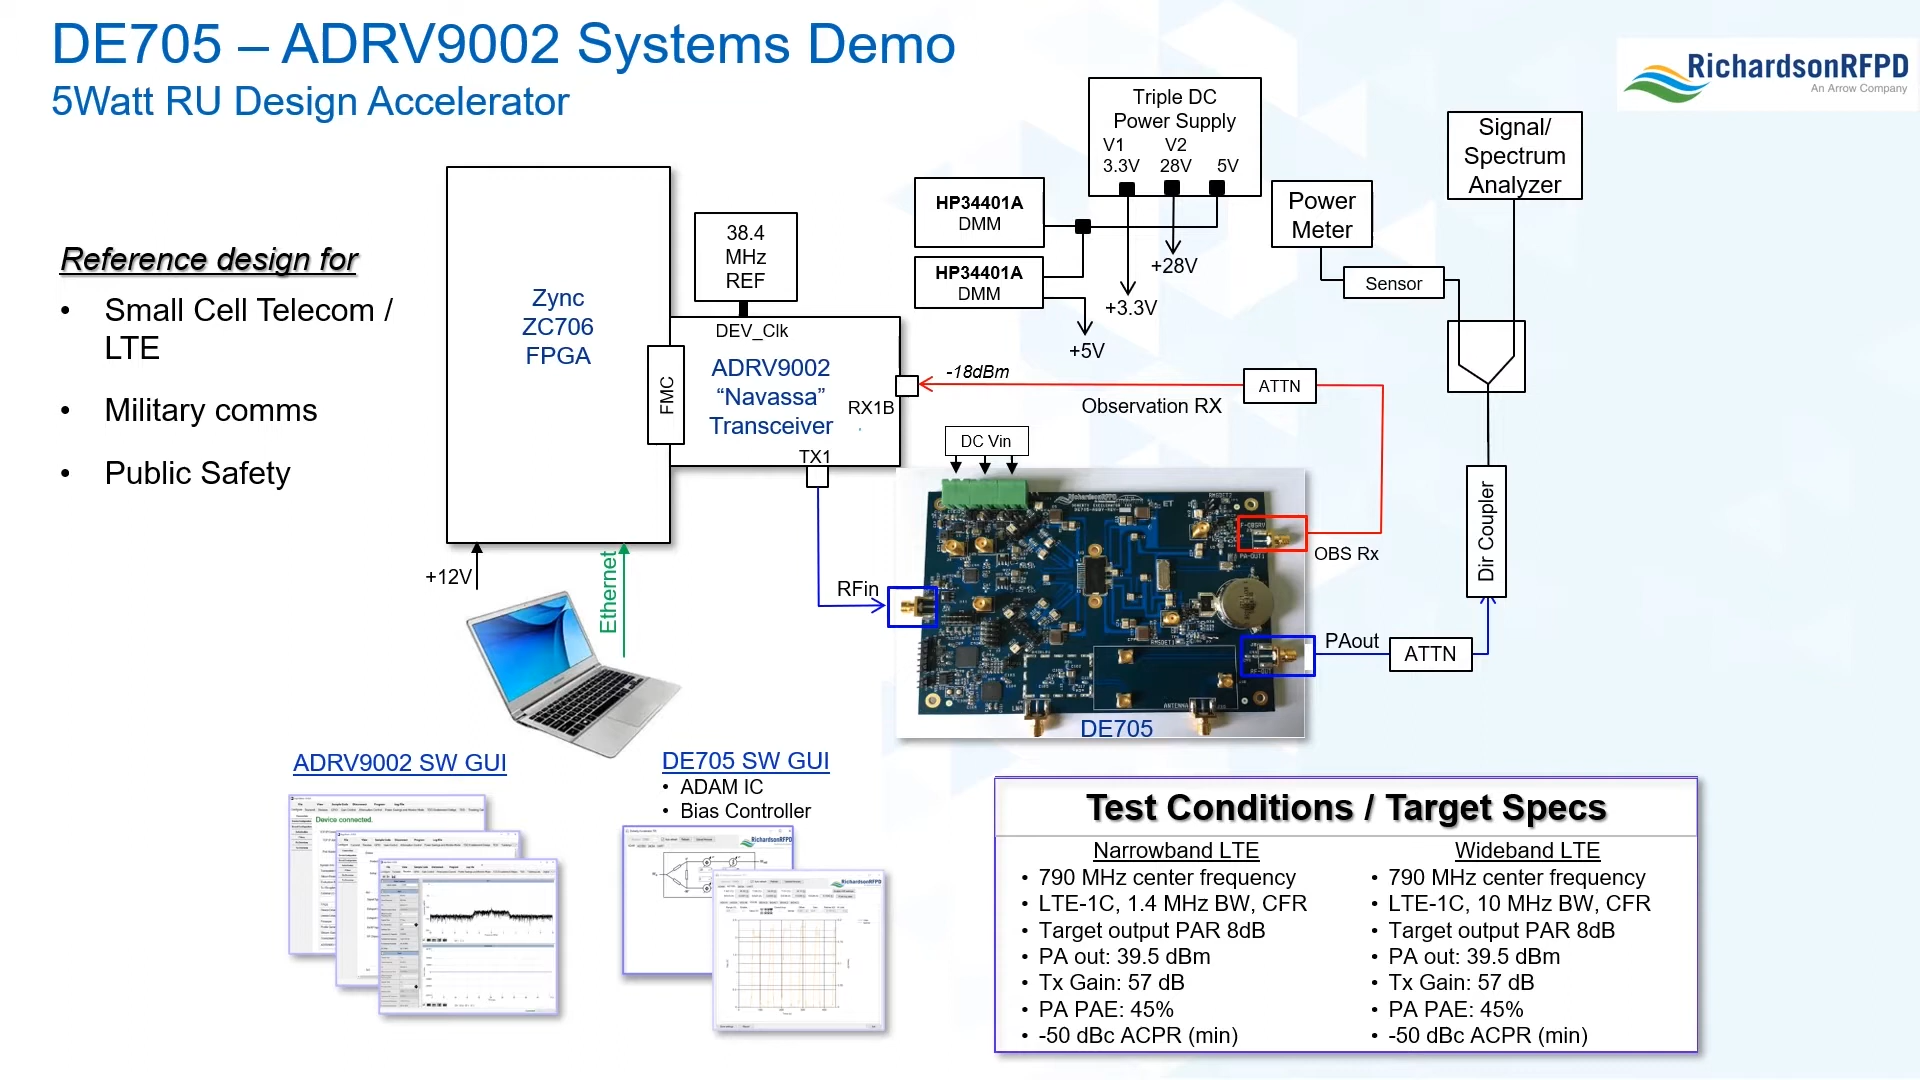 DE705 – ADRV9002 Systems Demo
5Watt RU Design Accelerator
RichardsonRFPD
An Arrow Company
Reference design for
• Small Cell Telecom /
LTE
• Military comms
• Public Safety
Zync
ZC706
FPGA
38.4
MHz
REF
DEV_Clk
FMC
ADRV9002
“Navassa”
Transceiver
RX1B
TX1
HP34401A
DMM
HP34401A
DMM
Triple DC
Power Supply
V1 V2
3.3V 28V 5V
+28V
+3.3V
+5V
Power
Meter
Sensor
Signal/
Spectrum
Analyzer
-18dBm
ATTN
Observation RX
DC Vin
RichardsonRFPD
ET
OBS Rx
Dir Coupler
RFin
PAout
ATTN
ANTENNA
DE705
+12V
Ethernet
ADRV9002 SW GUI
Device connected.
DE705 SW GUI
• ADAM IC
• Bias Controller
RichardsonRFPD
RichardsonRFPD
Test Conditions / Target Specs
Narrowband LTE
• 790 MHz center frequency
• LTE-1C, 1.4 MHz BW, CFR
• Target output PAR 8dB
• PA out: 39.5 dBm
• Tx Gain: 57 dB
• PA PAE: 45%
• -50 dBc ACPR (min)
Wideband LTE
• 790 MHz center frequency
• LTE-1C, 10 MHz BW, CFR
• Target output PAR 8dB
• PA out: 39.5 dBm
• Tx Gain: 57 dB
• PA PAE: 45%
• -50 dBc ACPR (min)